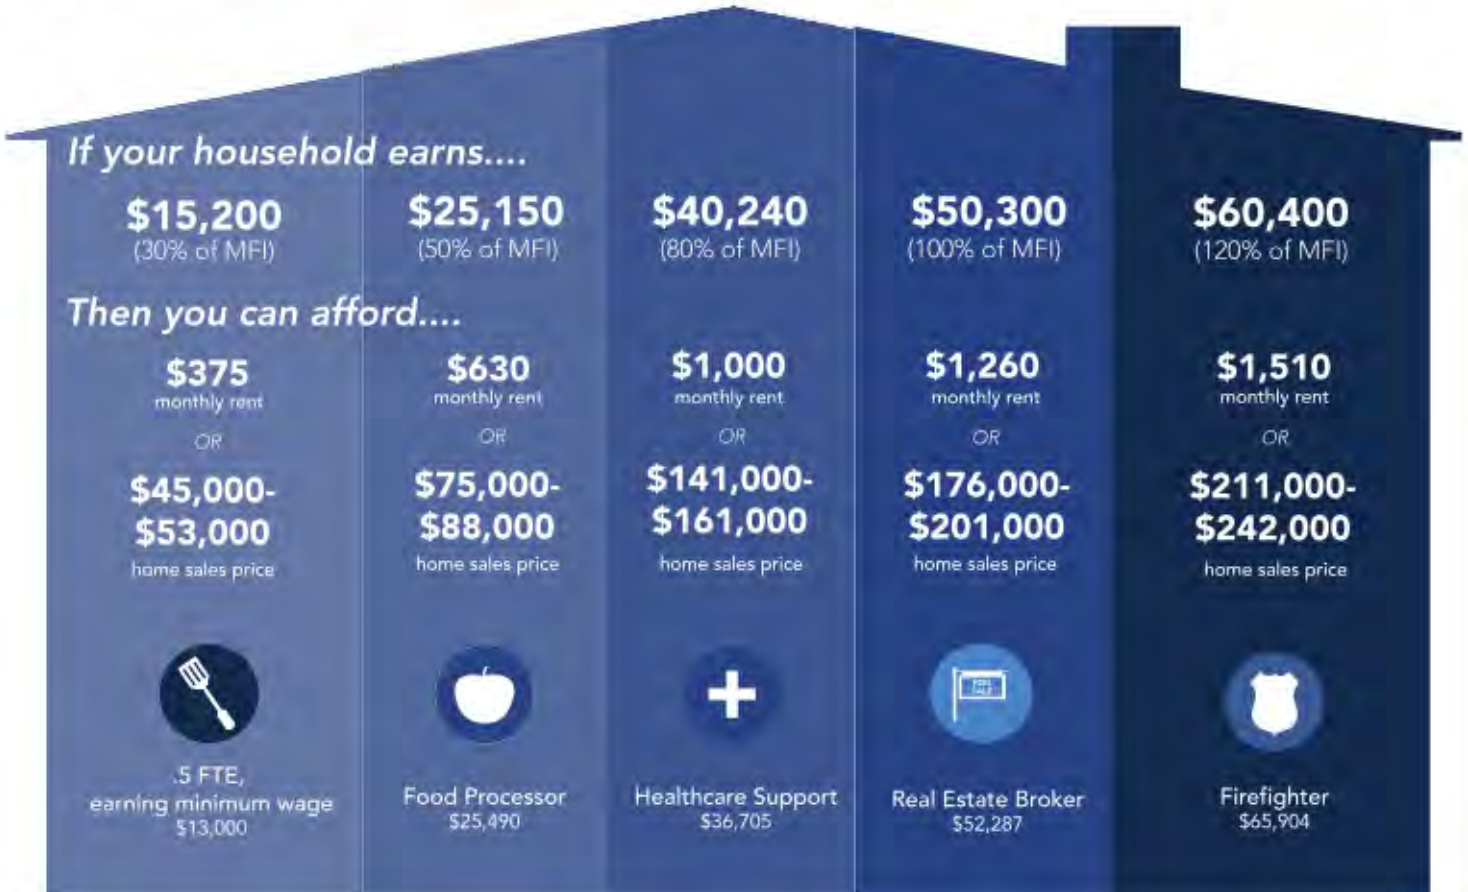 If your household earns....
$15,200
(30% of MFI)
$25,150
(50% of MFI)
$40,240
(80% of MFI)
$50,300
(100% of MFI)
$60,400
(120% of MFI)
Then you can afford....
$375
monthly rent
OR
$45,000-
$53,000
home sales price
$630
monthly rent
OR
$75,000-
$88,000
home sales price
$1,000
monthly rent
OR
$141,000-
$161,000
home sales price
$1,260
monthly rent
OR
$176,000-
$201,000
home sales price
$1,510
monthly rent
OR
$211,000-
$242,000
home sales price
FOR
SALE
.5 FTE,
earning minimum wage
$13,000
Food Processor
$25,490
Healthcare Support
$36,705
Real Estate Broker
$52,287
Firefighter
$65,904